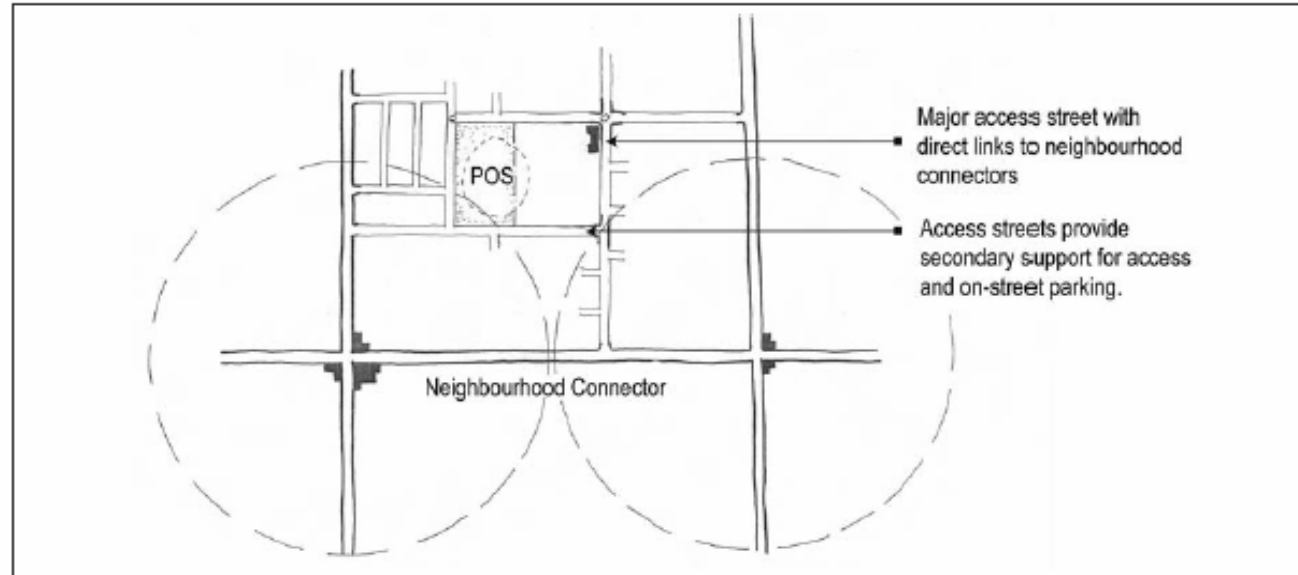 Major access street with
direct links to neighbourhood
connectors
POS
Access streets provide
secondary support for access
and on-street parking.
Neighbourhood Connector